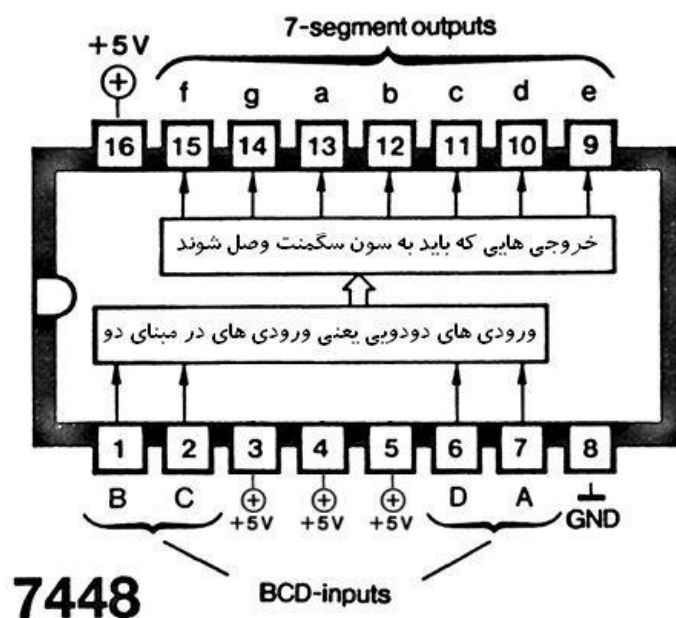 7-segment outputs
+5V f g a b c d e
16 15 14 13 12 11 10 9
خروجی هایی که باید به سون سگمنت وصل شوند
ورودی های دودویی یعنی ورودی های در مبنای دو
1 2 3 4 5 6 7 8
B C +5V +5V +5V D A GND
7448 BCD-inputs